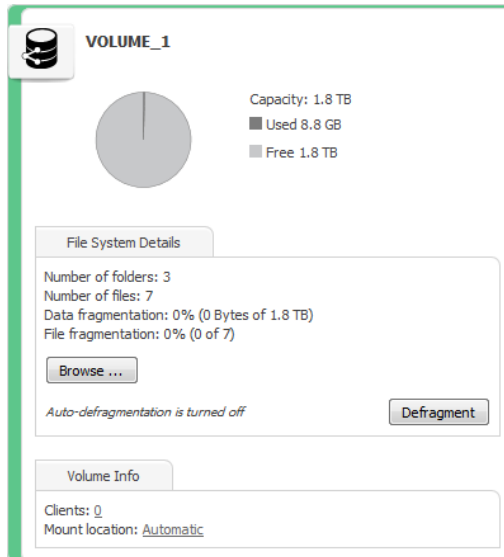 VOLUME_1
Capacity: 1.8 TB
Used 8.8 GB
Free 1.8 TB
File System Details
Number of folders: 3
Number of files: 7
Data fragmentation: 0% (0 Bytes of 1.8 TB)
File fragmentation: 0% (0 of 7)
Browse ...
Auto-defragmentation is turned off
Defragment
Volume Info
Clients: 0
Mount location: Automatic